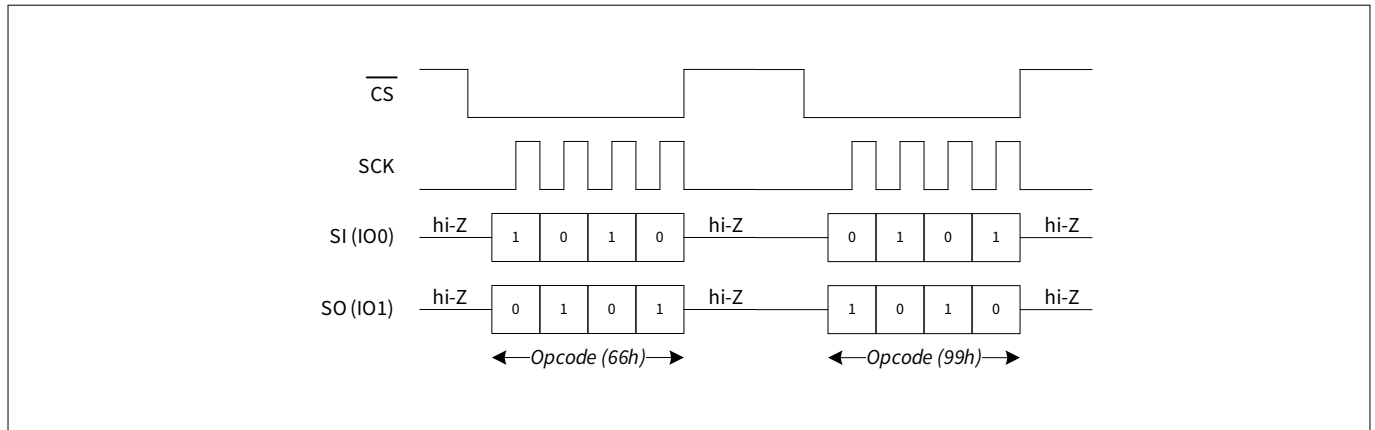 CS
SCK
hi-Z hi-Z hi-Z
SI (IO0) 1 0 1 0 0 1 0 1
hi-Z hi-Z hi-Z
SO (IO1) 0 1 0 1 1 0 1 0
Opcode (66h) Opcode (99h)